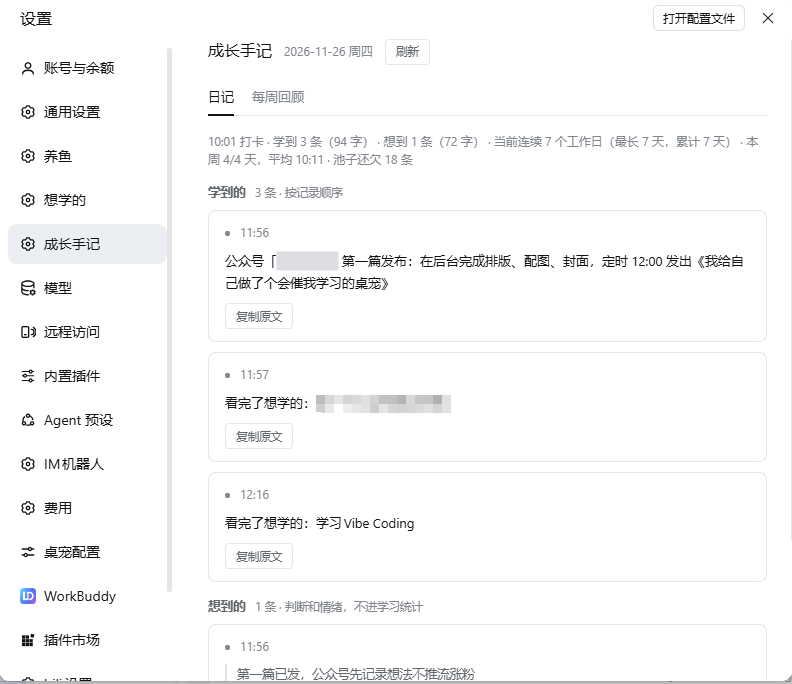 设置
打开配置文件
账号与余额
通用设置
养鱼
想学的
成长手记
模型
远程访问
内置插件
Agent 预设
IM机器人
费用
桌宠配置
WorkBuddy
插件市场
成长手记 2026-11-26 周四 刷新
日记 每周回顾
10:01 打卡 · 学到 3 条（94 字） · 想到 1 条（72 字） · 当前连续 7 个工作日（最长 7 天，累计 7 天） · 本
周 4/4 天，平均 10:11 · 池子还欠 18 条
学到的 3 条 · 按记录顺序
11:56
公众号「 第一篇发布：在后台完成排版、配图、封面，定时 12:00 发出《我给自
己做了个会催我学习的桌宠》
复制原文
11:57
看完了想学的：
复制原文
12:16
看完了想学的：学习 Vibe Coding
复制原文
想到的 1 条 · 判断和情绪，不进学习统计
11:56
第一篇已发，公众号先记录想法不推流涨粉